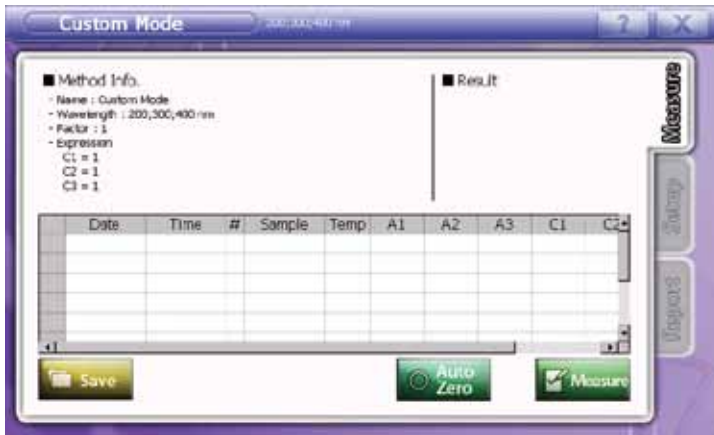 Custom Mode
200,300,400 nm
?
X
■ Method Info.
- Name : Custom Mode
- Wavelength : 200,300,400 nm
- Factor : 1
- Expression
C1 = 1
C2 = 1
C3 = 1
■ Result
Measure
Setup
Report
Date Time # Sample Temp A1 A2 A3 C1 C2
Save
Auto
Zero
Measure